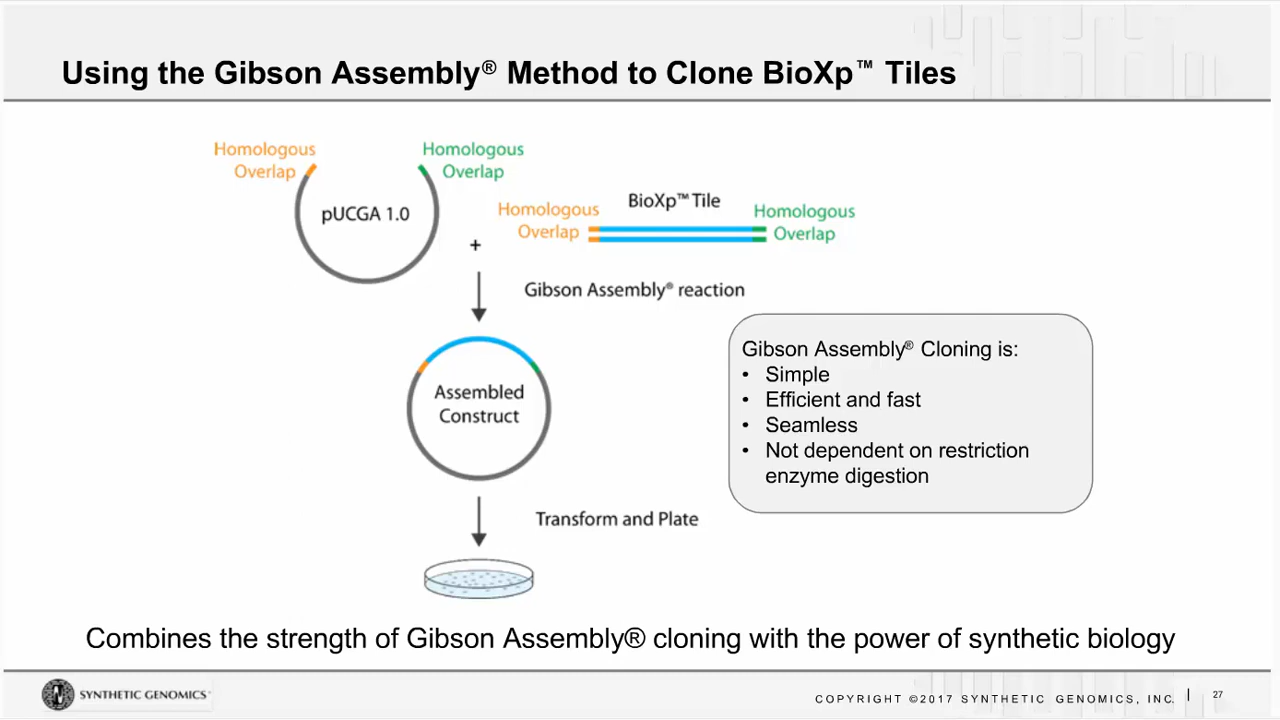 Using the Gibson Assembly® Method to Clone BioXp™ Tiles
Homologous
Overlap
Homologous
Overlap
pUCGA 1.0
BioXp™ Tile
Homologous
Overlap
Homologous
Overlap
+
Gibson Assembly® reaction
Assembled
Construct
Gibson Assembly® Cloning is:
• Simple
• Efficient and fast
• Seamless
• Not dependent on restriction
enzyme digestion
Transform and Plate
Combines the strength of Gibson Assembly® cloning with the power of synthetic biology
SYNTHETIC GENOMICS
COPYRIGHT ©2017 SYNTHETIC GENOMICS, INC. | 27